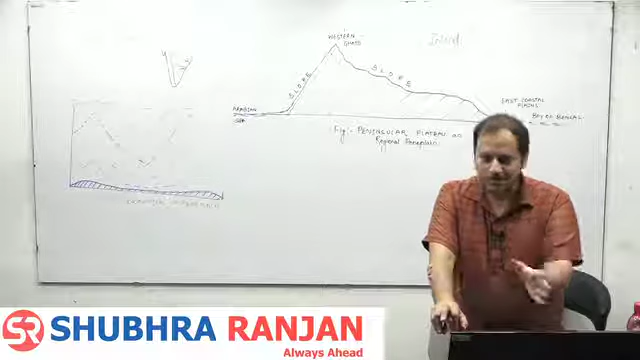 WESTERN
GHATS
SLOPE
SLOPE
ARABIAN
SEA
EAST COASTAL
PLAINS
BAY OF BENGAL
Fig:- PENINSULAR PLATEAU as
Regional Peneplain.
SR SHUBHRA RANJAN
Always Ahead